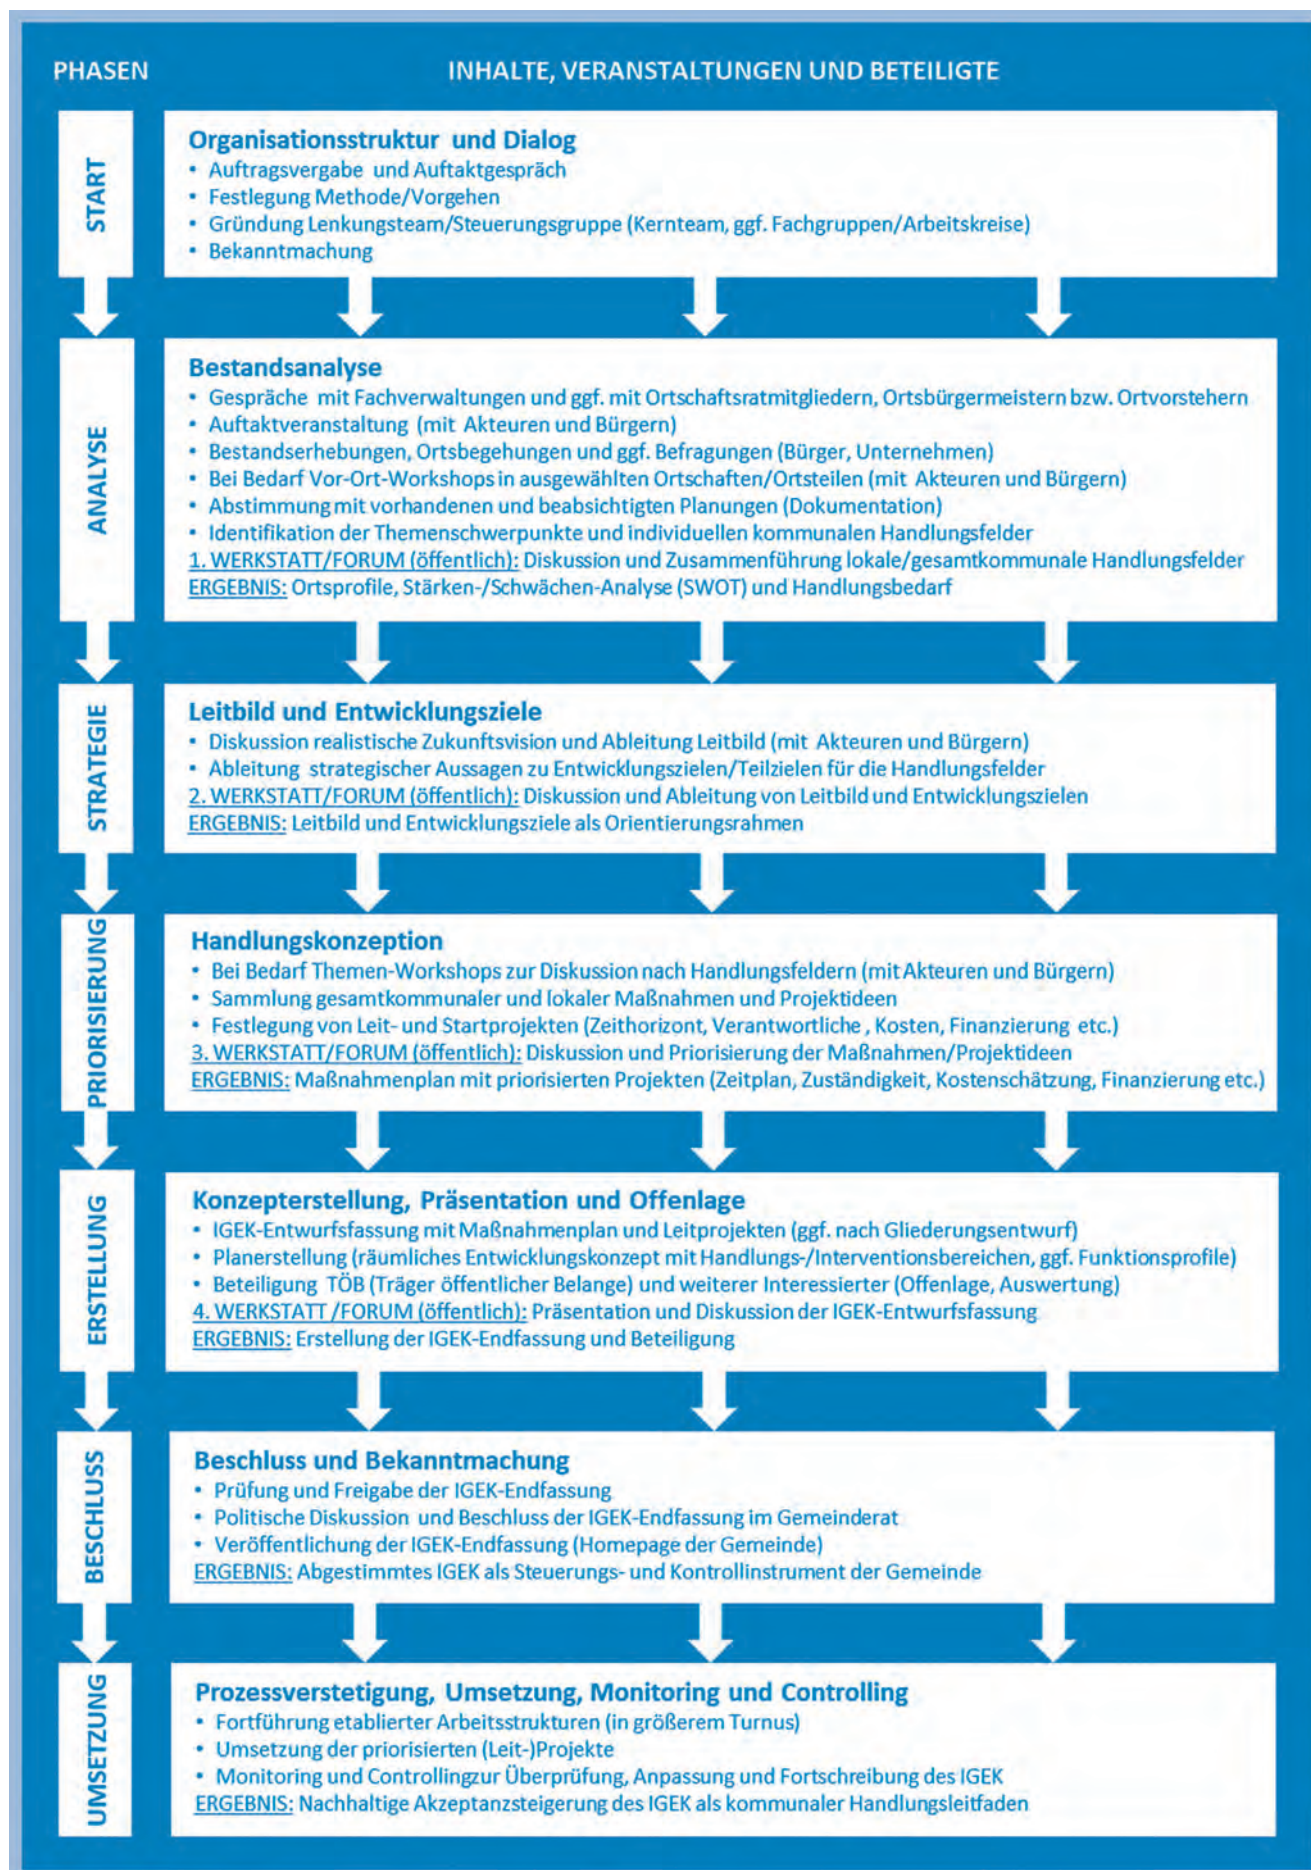 PHASEN
INHALTE, VERANSTALTUNGEN UND BETEILIGTE
START
Organisationsstruktur und Dialog
• Auftragsvergabe und Auftaktgespräch
• Festlegung Methode/Vorgehen
• Gründung Lenkungsteam/Steuerungsgruppe (Kernteam, ggf. Fachgruppen/Arbeitskreise)
• Bekanntmachung
ANALYSE
Bestandsanalyse
• Gespräche mit Fachverwaltungen und ggf. mit Ortschaftsratmitgliedern, Ortsbürgermeistern bzw. Ortvorstehern
• Auftaktveranstaltung (mit Akteuren und Bürgern)
• Bestandserhebungen, Ortsbegehungen und ggf. Befragungen (Bürger, Unternehmen)
• Bei Bedarf Vor-Ort-Workshops in ausgewählten Ortschaften/Ortsteilen (mit Akteuren und Bürgern)
• Abstimmung mit vorhandenen und beabsichtigten Planungen (Dokumentation)
• Identifikation der Themenschwerpunkte und individuellen kommunalen Handlungsfelder
1. WERKSTATT/FORUM (öffentlich): Diskussion und Zusammenführung lokale/gesamtkommunale Handlungsfelder
ERGEBNIS: Ortsprofile, Stärken-/Schwächen-Analyse (SWOT) und Handlungsbedarf
STRATEGIE
Leitbild und Entwicklungsziele
• Diskussion realistische Zukunftsvision und Ableitung Leitbild (mit Akteuren und Bürgern)
• Ableitung strategischer Aussagen zu Entwicklungszielen/Teilzielen für die Handlungsfelder
2. WERKSTATT/FORUM (öffentlich): Diskussion und Ableitung von Leitbild und Entwicklungszielen
ERGEBNIS: Leitbild und Entwicklungsziele als Orientierungsrahmen
PRIORISIERUNG
Handlungskonzeption
• Bei Bedarf Themen-Workshops zur Diskussion nach Handlungsfeldern (mit Akteuren und Bürgern)
• Sammlung gesamtkommunaler und lokaler Maßnahmen und Projektideen
• Festlegung von Leit- und Startprojekten (Zeithorizont, Verantwortliche , Kosten, Finanzierung etc.)
3. WERKSTATT/FORUM (öffentlich): Diskussion und Priorisierung der Maßnahmen/Projektideen
ERGEBNIS: Maßnahmenplan mit priorisierten Projekten (Zeitplan, Zuständigkeit, Kostenschätzung, Finanzierung etc.)
ERSTELLUNG
Konzepterstellung, Präsentation und Offenlage
• IGEK-Entwurfsfassung mit Maßnahmenplan und Leitprojekten (ggf. nach Gliederungsentwurf)
• Planerstellung (räumliches Entwicklungskonzept mit Handlungs-/Interventionsbereichen, ggf. Funktionsprofile)
• Beteiligung TÖB (Träger öffentlicher Belange) und weiterer Interessierter (Offenlage, Auswertung)
4. WERKSTATT /FORUM (öffentlich): Präsentation und Diskussion der IGEK-Entwurfsfassung
ERGEBNIS: Erstellung der IGEK-Endfassung und Beteiligung
BESCHLUSS
Beschluss und Bekanntmachung
• Prüfung und Freigabe der IGEK-Endfassung
• Politische Diskussion und Beschluss der IGEK-Endfassung im Gemeinderat
• Veröffentlichung der IGEK-Endfassung (Homepage der Gemeinde)
ERGEBNIS: Abgestimmtes IGEK als Steuerungs- und Kontrollinstrument der Gemeinde
UMSETZUNG
Prozessverstetigung, Umsetzung, Monitoring und Controlling
• Fortführung etablierter Arbeitsstrukturen (in größerem Turnus)
• Umsetzung der priorisierten (Leit-)Projekte
• Monitoring und Controllingzur Überprüfung, Anpassung und Fortschreibung des IGEK
ERGEBNIS: Nachhaltige Akzeptanzsteigerung des IGEK als kommunaler Handlungsleitfaden